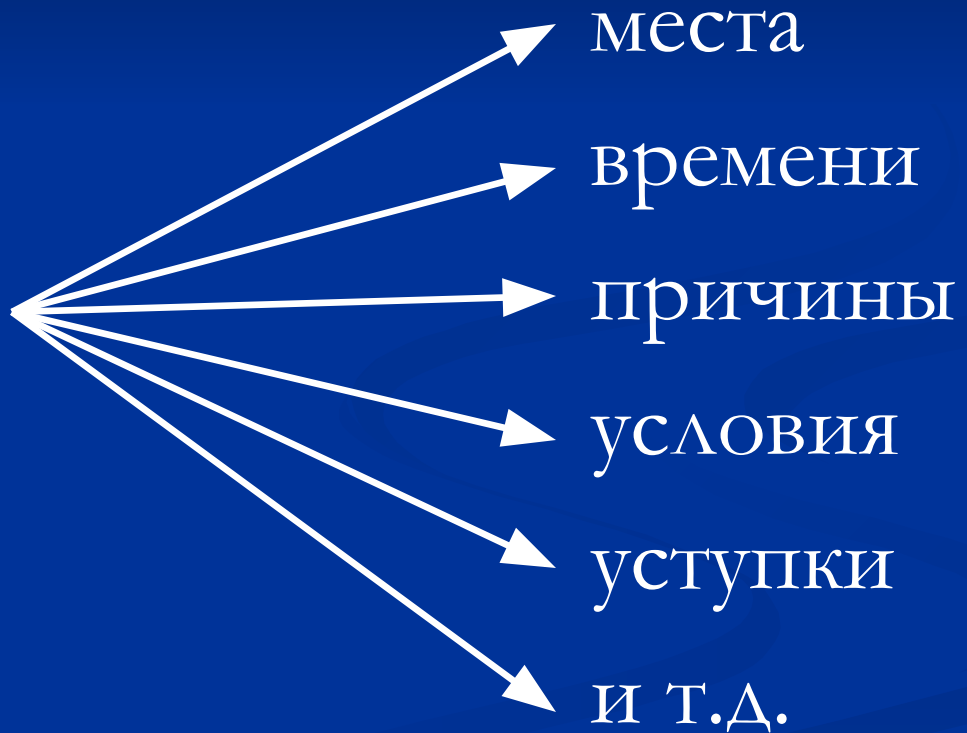 места
времени
причины
условия
уступки
и т.д.